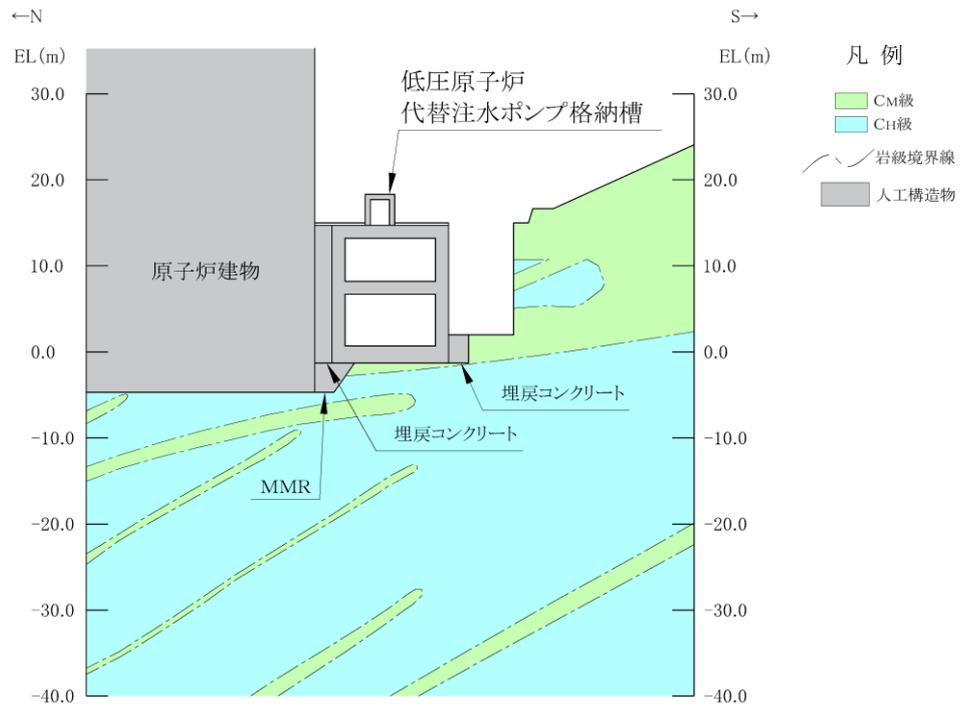 ←N
S→
EL(m)
EL(m)
凡 例
30.0
30.0
低圧原子炉
代替注水ポンプ格納槽
CM級
CH級
岩級境界線
人工構造物
20.0
20.0
原子炉建物
10.0
10.0
0.0
0.0
埋戻コンクリート
埋戻コンクリート
-10.0
-10.0
MMR
-20.0
-20.0
-30.0
-30.0
-40.0
-40.0